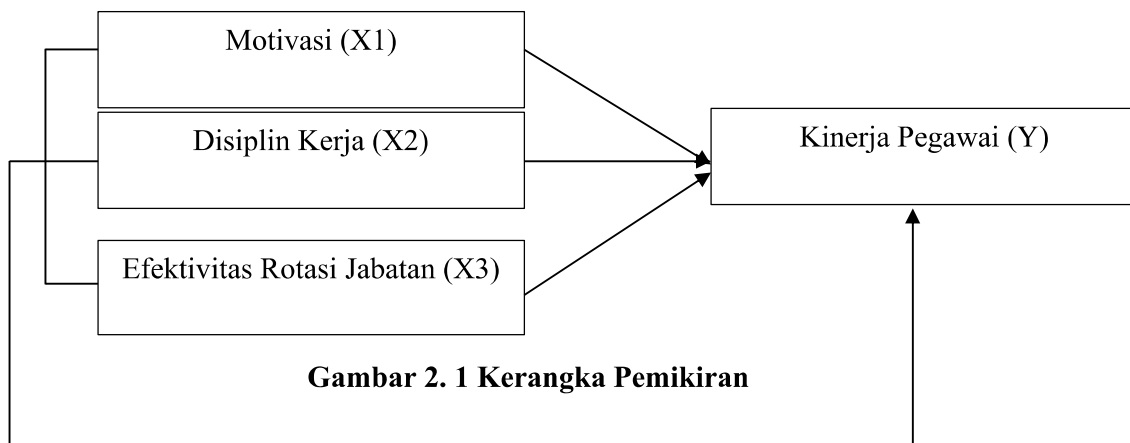 Motivasi (X1)
Disiplin Kerja (X2)
Kinerja Pegawai (Y)
Efektivitas Rotasi Jabatan (X3)
Gambar 2. 1 Kerangka Pemikiran